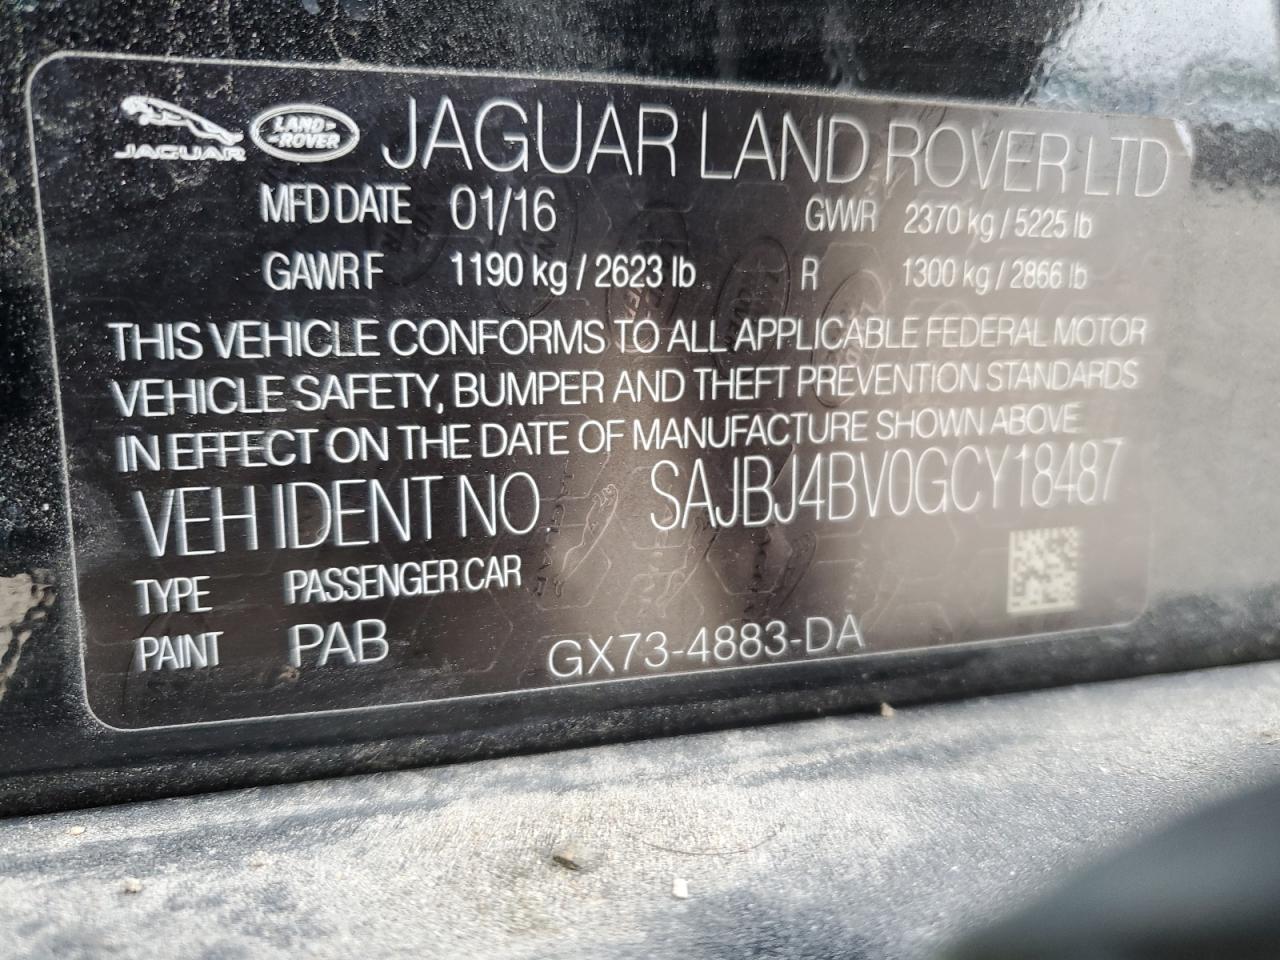 JAGUAR LAND ROVER JAGUAR LAND ROVER LTD
MFD DATE 01/16 GVWR 2370 kg / 5225 lb
GAWR F 1190 kg / 2623 lb R 1300 kg / 2866 lb
THIS VEHICLE CONFORMS TO ALL APPLICABLE FEDERAL MOTOR
VEHICLE SAFETY, BUMPER AND THEFT PREVENTION STANDARDS
IN EFFECT ON THE DATE OF MANUFACTURE SHOWN ABOVE
VEH IDENT NO. SAJBJ4BV0GCY18487
TYPE PASSENGER CAR
PAINT PAB GX73-4883-DA